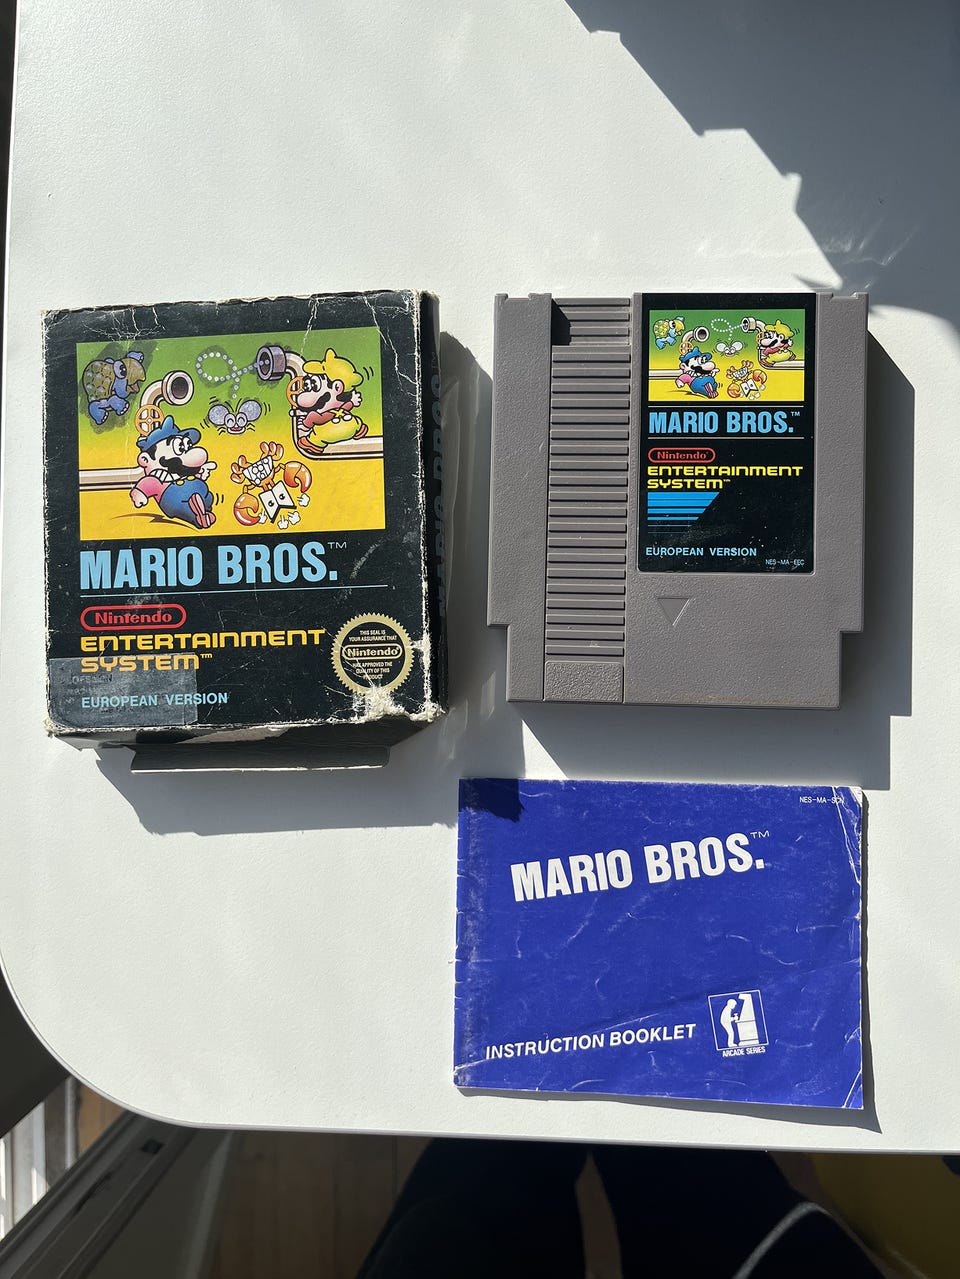 MARIO BROS.™
Nintendo
ENTERTAINMENT
SYSTEM™
EUROPEAN VERSION
THIS SEAL IS
YOUR ASSURANCE THAT
Nintendo
HAS APPROVED THE
QUALITY OF THIS
PRODUCT
MARIO BROS.
MARIO BROS.™
Nintendo®
ENTERTAINMENT
SYSTEM™
EUROPEAN VERSION
NES-MA-EEC
NES-MA-SCN
MARIO BROS.™
INSTRUCTION BOOKLET
ARCADE SERIES